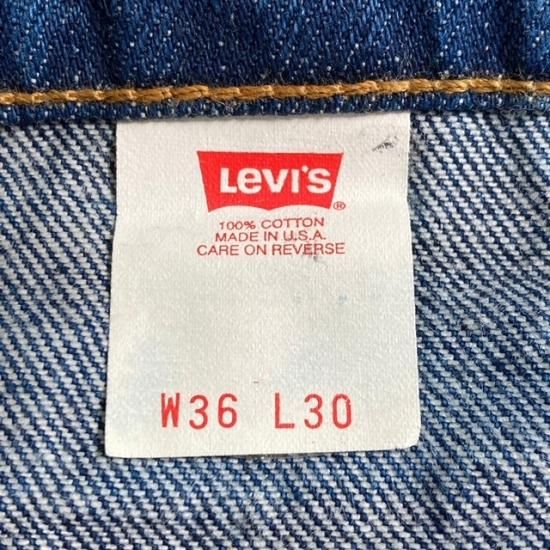 LEVI'S ®
100% COTTON
MADE IN U.S.A.
CARE ON REVERSE
W36 L30